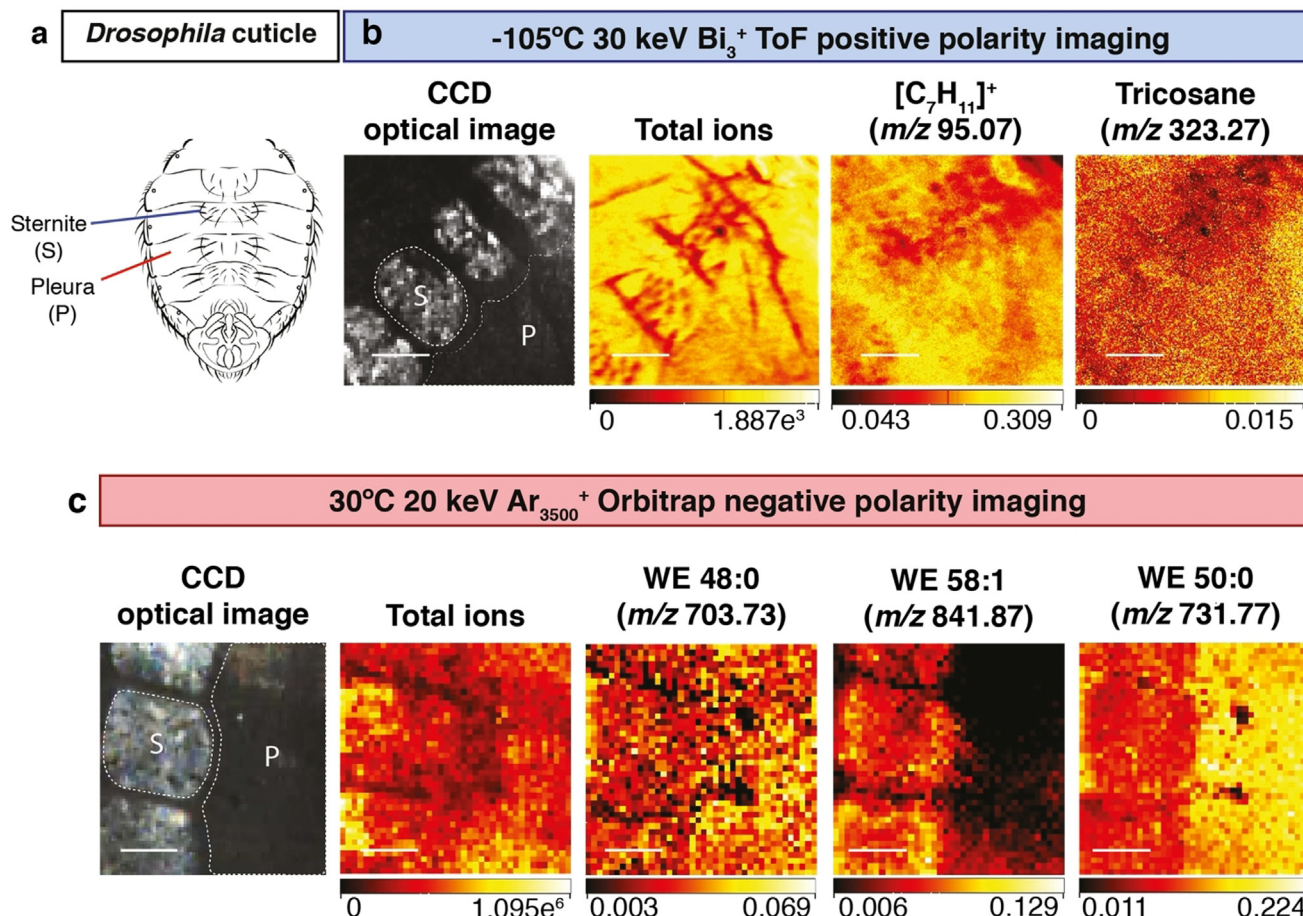 a Drosophila cuticle b -105°C 30 keV Bi₃⁺ ToF positive polarity imaging
Sternite
(S)
Pleura
(P)
CCD
optical image
Total ions
[C₇H₁₁]⁺
(m/z 95.07)
Tricosane
(m/z 323.27)
S
P
0 1.887e³
0.043 0.309
0 0.015
c 30°C 20 keV Ar₃₅₀₀⁺ Orbitrap negative polarity imaging
CCD
optical image
Total ions
WE 48:0
(m/z 703.73)
WE 58:1
(m/z 841.87)
WE 50:0
(m/z 731.77)
S
P
0 1.095e⁶
0.003 0.069
0.006 0.129
0.011 0.224